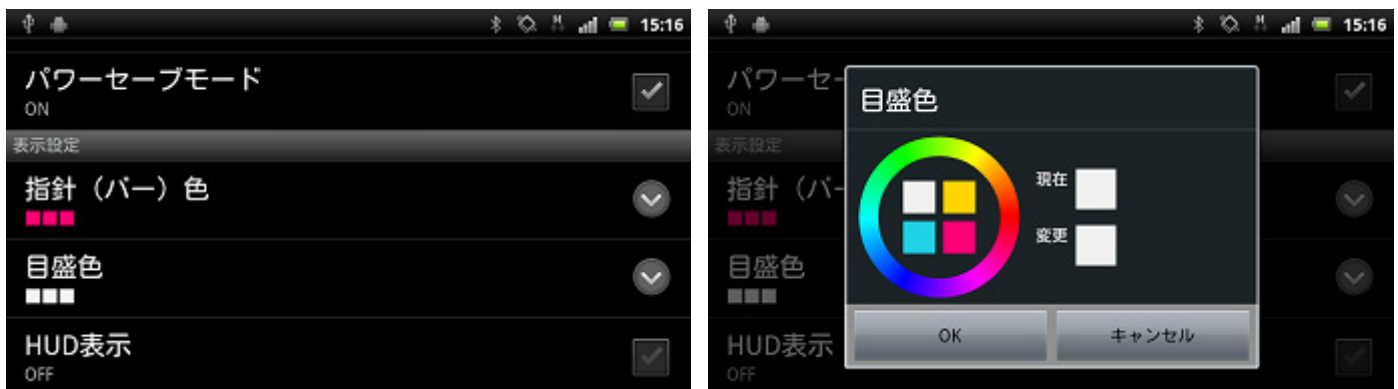 15:16
パワーセーブモード
ON
表示設定
指針（バー）色
目盛色
HUD表示
OFF
15:16
パワーセー
ON
表示設定
指針（バー
目盛色
HUD表示
OFF
目盛色
現在
変更
OK
キャンセル